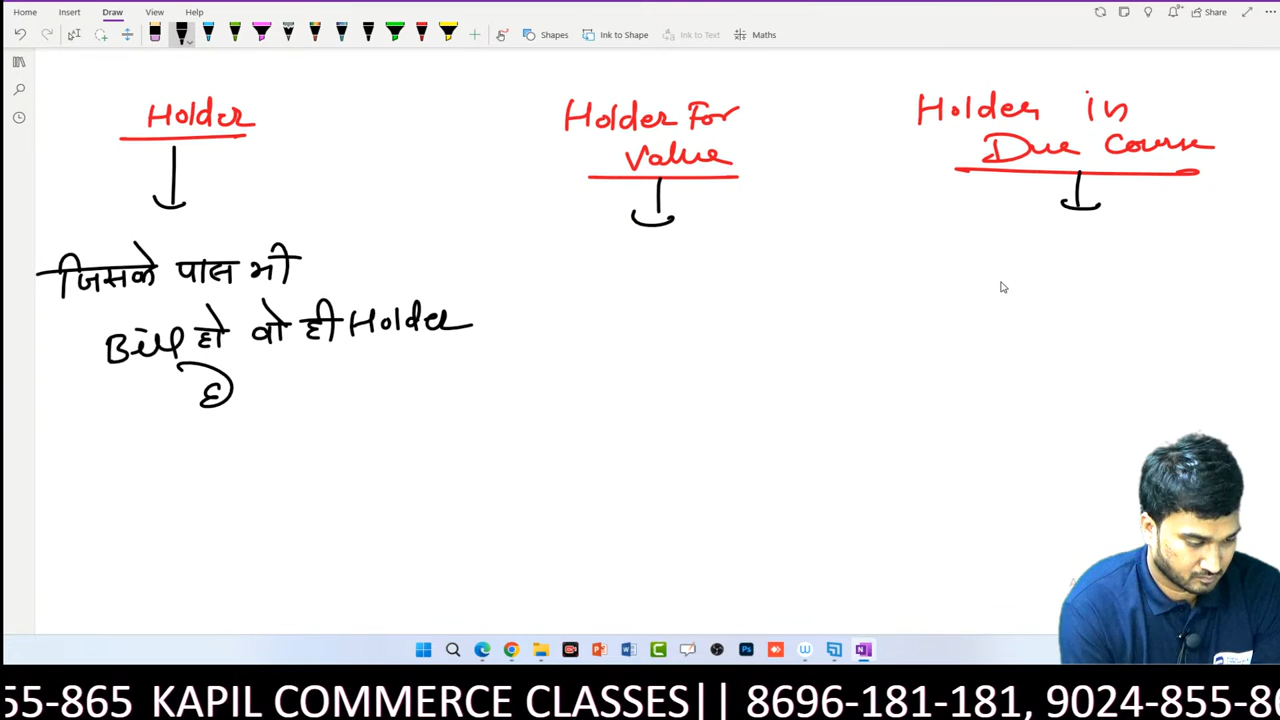 Home Insert Draw View Help Share
Shapes Ink to Shape Ink to Text Maths
Holder
Holder For
Value
Holder in
Due Course
जिसके पास भी
Bill हो वो ही Holder
है
55-865 KAPIL COMMERCE CLASSES|| 8696-181-181, 9024-855-86